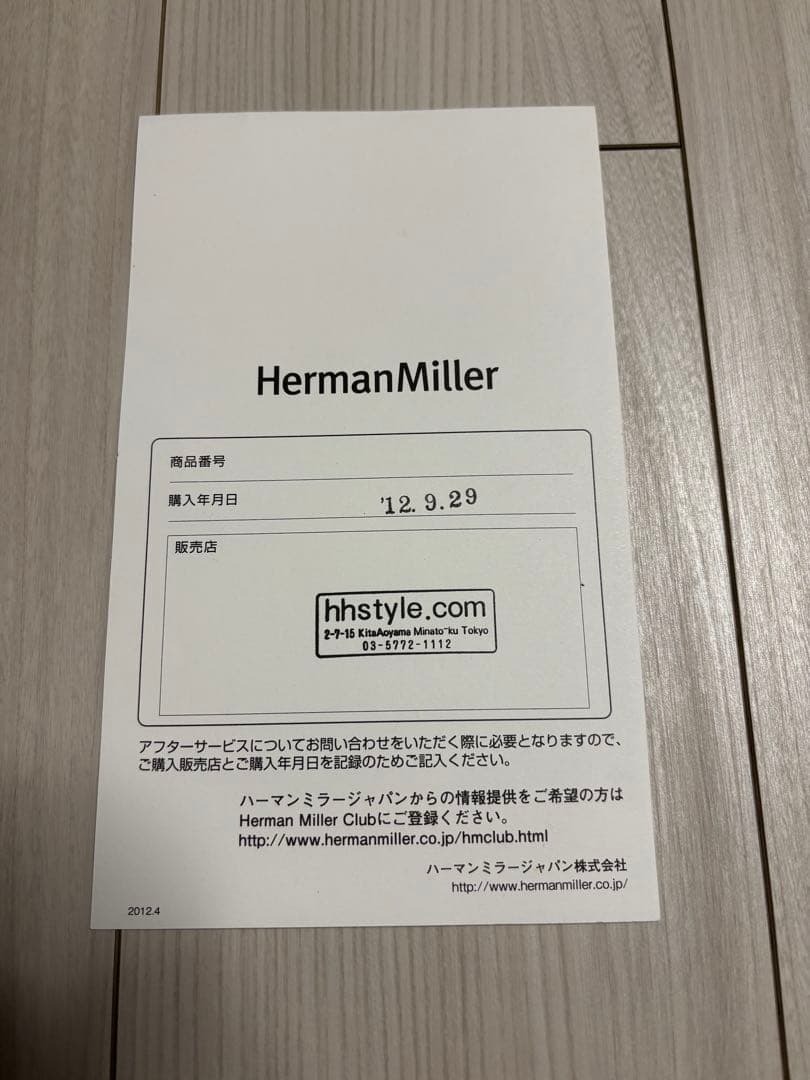 HermanMiller
商品番号
購入年月日 '12.9.29
販売店
hhstyle.com
2-7-15 KitaAoyama Minato-ku Tokyo
03-5772-1112
アフターサービスについてお問い合わせをいただく際に必要となりますので、
ご購入販売店とご購入年月日を記録のためご記入ください。
ハーマンミラージャパンからの情報提供をご希望の方は
Herman Miller Clubにご登録ください。
http://www.hermanmiller.co.jp/hmclub.html
ハーマンミラージャパン株式会社
http://www.hermanmiller.co.jp/
2012.4